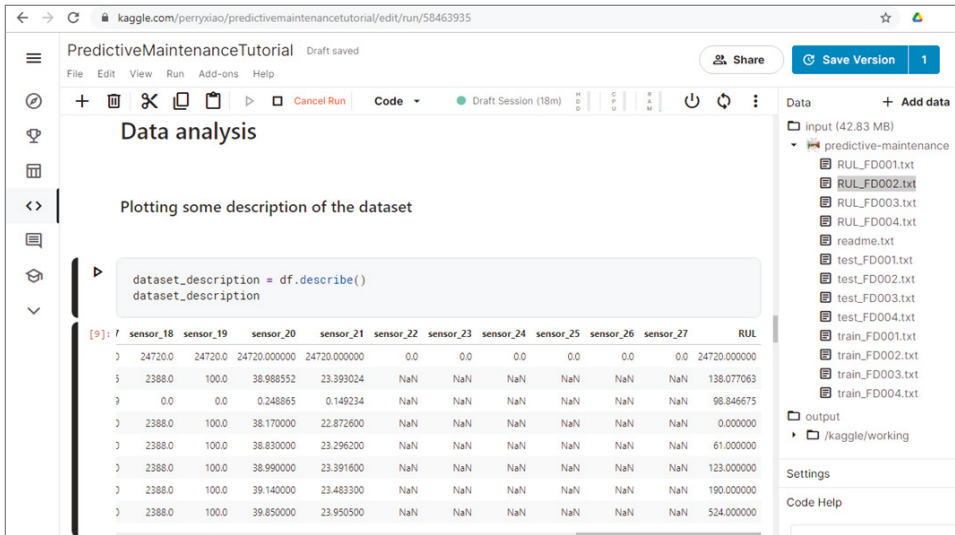 kaggle.com/perryxiao/predictivemaintenancetutorial/edit/run/58463935
PredictiveMaintenanceTutorial Draft saved
File Edit View Run Add-ons Help
Share
Save Version 1
Cancel Run Code Draft Session (18m) HDD CPU RAM
Data analysis
Plotting some description of the dataset
dataset_description = df.describe()
dataset_description
[9]: 7 sensor_18 sensor_19 sensor_20 sensor_21 sensor_22 sensor_23 sensor_24 sensor_25 sensor_26 sensor_27 RUL
24720.0 24720.0 24720.000000 24720.000000 0.0 0.0 0.0 0.0 0.0 0.0 24720.000000
2388.0 100.0 38.988552 23.393024 NaN NaN NaN NaN NaN NaN 138.077063
0.0 0.0 0.248865 0.149234 NaN NaN NaN NaN NaN NaN 98.846675
2388.0 100.0 38.170000 22.872600 NaN NaN NaN NaN NaN NaN 0.000000
2388.0 100.0 38.830000 23.296200 NaN NaN NaN NaN NaN NaN 61.000000
2388.0 100.0 38.990000 23.391600 NaN NaN NaN NaN NaN NaN 123.000000
2388.0 100.0 39.140000 23.483300 NaN NaN NaN NaN NaN NaN 190.000000
2388.0 100.0 39.850000 23.950500 NaN NaN NaN NaN NaN NaN 524.000000
Data + Add data
input (42.83 MB)
predictive-maintenance
RUL_FD001.txt
RUL_FD002.txt
RUL_FD003.txt
RUL_FD004.txt
readme.txt
test_FD001.txt
test_FD002.txt
test_FD003.txt
test_FD004.txt
train_FD001.txt
train_FD002.txt
train_FD003.txt
train_FD004.txt
output
/kaggle/working
Settings
Code Help